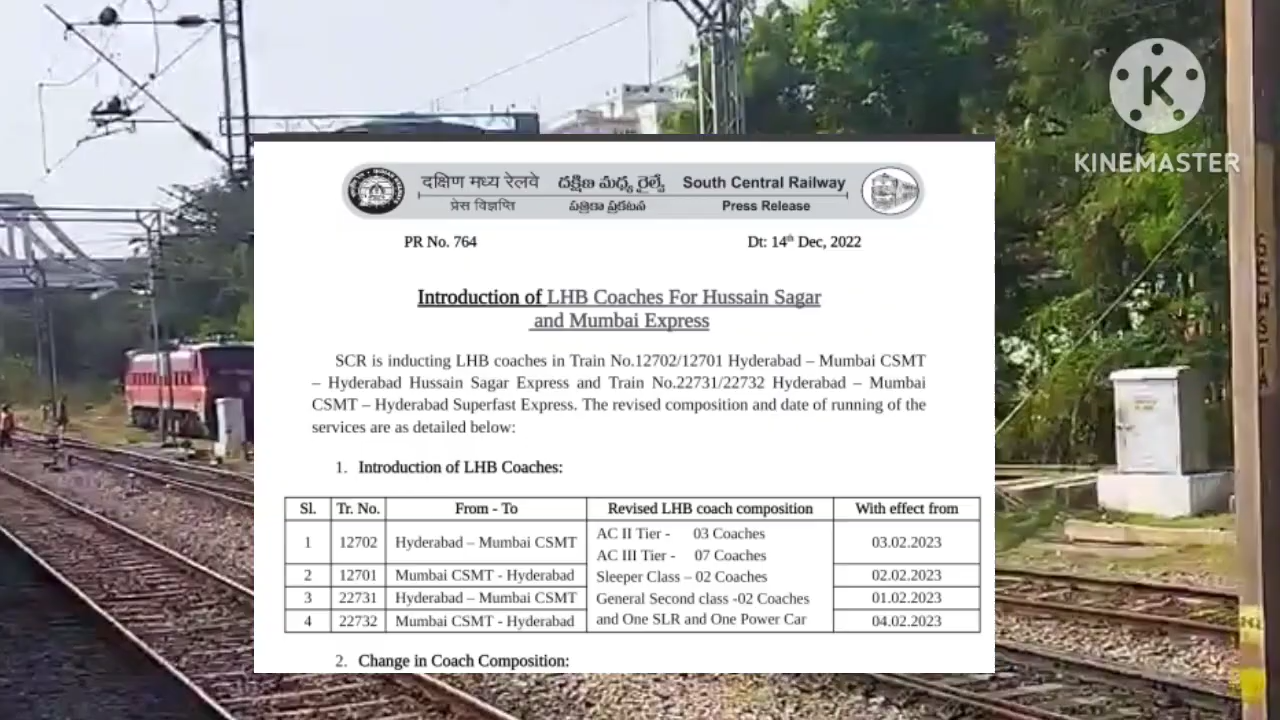 KINEMASTER
दक्षिण मध्य रेलवे దక్షిణ మధ్య రైల్వే South Central Railway
प्रेस विज्ञप्ति పత్రికా ప్రకటన Press Release
PR No. 764 Dt: 14th Dec, 2022
Introduction of LHB Coaches For Hussain Sagar
and Mumbai Express
SCR is inducting LHB coaches in Train No.12702/12701 Hyderabad – Mumbai CSMT
– Hyderabad Hussain Sagar Express and Train No.22731/22732 Hyderabad – Mumbai
CSMT – Hyderabad Superfast Express. The revised composition and date of running of the
services are as detailed below:
1. Introduction of LHB Coaches:
Sl. Tr. No. From - To Revised LHB coach composition With effect from
1 12702 Hyderabad – Mumbai CSMT AC II Tier - 03 Coaches 03.02.2023
AC III Tier - 07 Coaches
2 12701 Mumbai CSMT - Hyderabad Sleeper Class – 02 Coaches 02.02.2023
3 22731 Hyderabad – Mumbai CSMT General Second class -02 Coaches 01.02.2023
4 22732 Mumbai CSMT - Hyderabad and One SLR and One Power Car 04.02.2023
2. Change in Coach Composition: